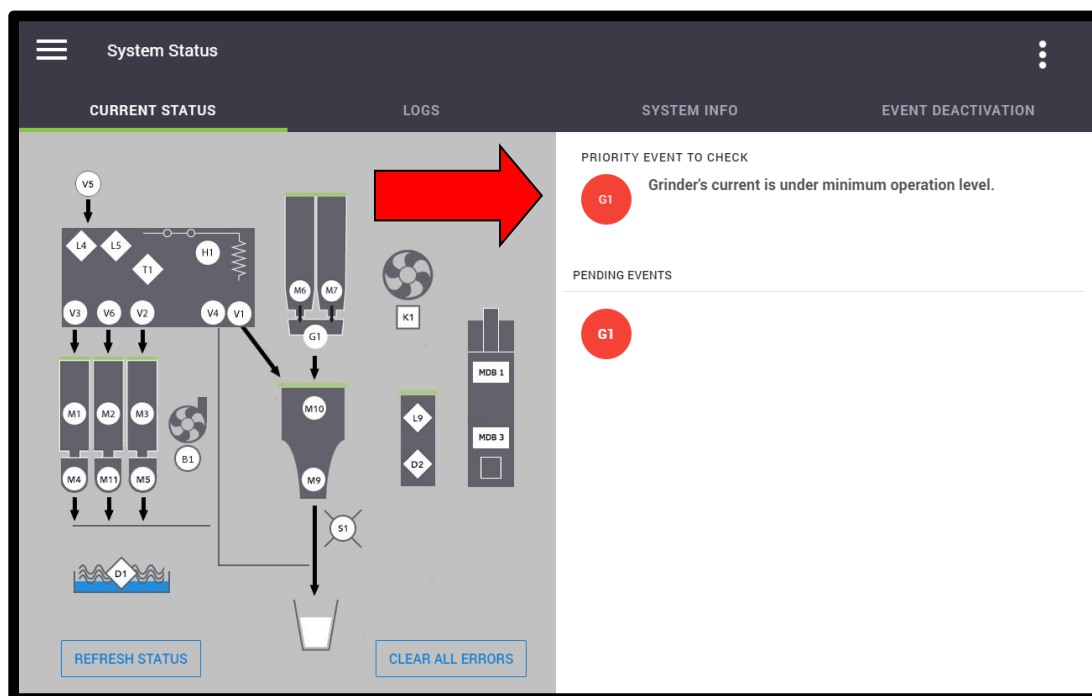 System Status
CURRENT STATUS LOGS SYSTEM INFO EVENT DEACTIVATION
PRIORITY EVENT TO CHECK
G1 Grinder's current is under minimum operation level.
PENDING EVENTS
G1
V5
L4 L5 H1
T1
V3 V6 V2 V4 V1
M6 M7
G1
K1
MDB 1
M1 M2 M3
M10
L9
MDB 3
B1
D2
M4 M11 M5
M9
S1
D1
REFRESH STATUS CLEAR ALL ERRORS